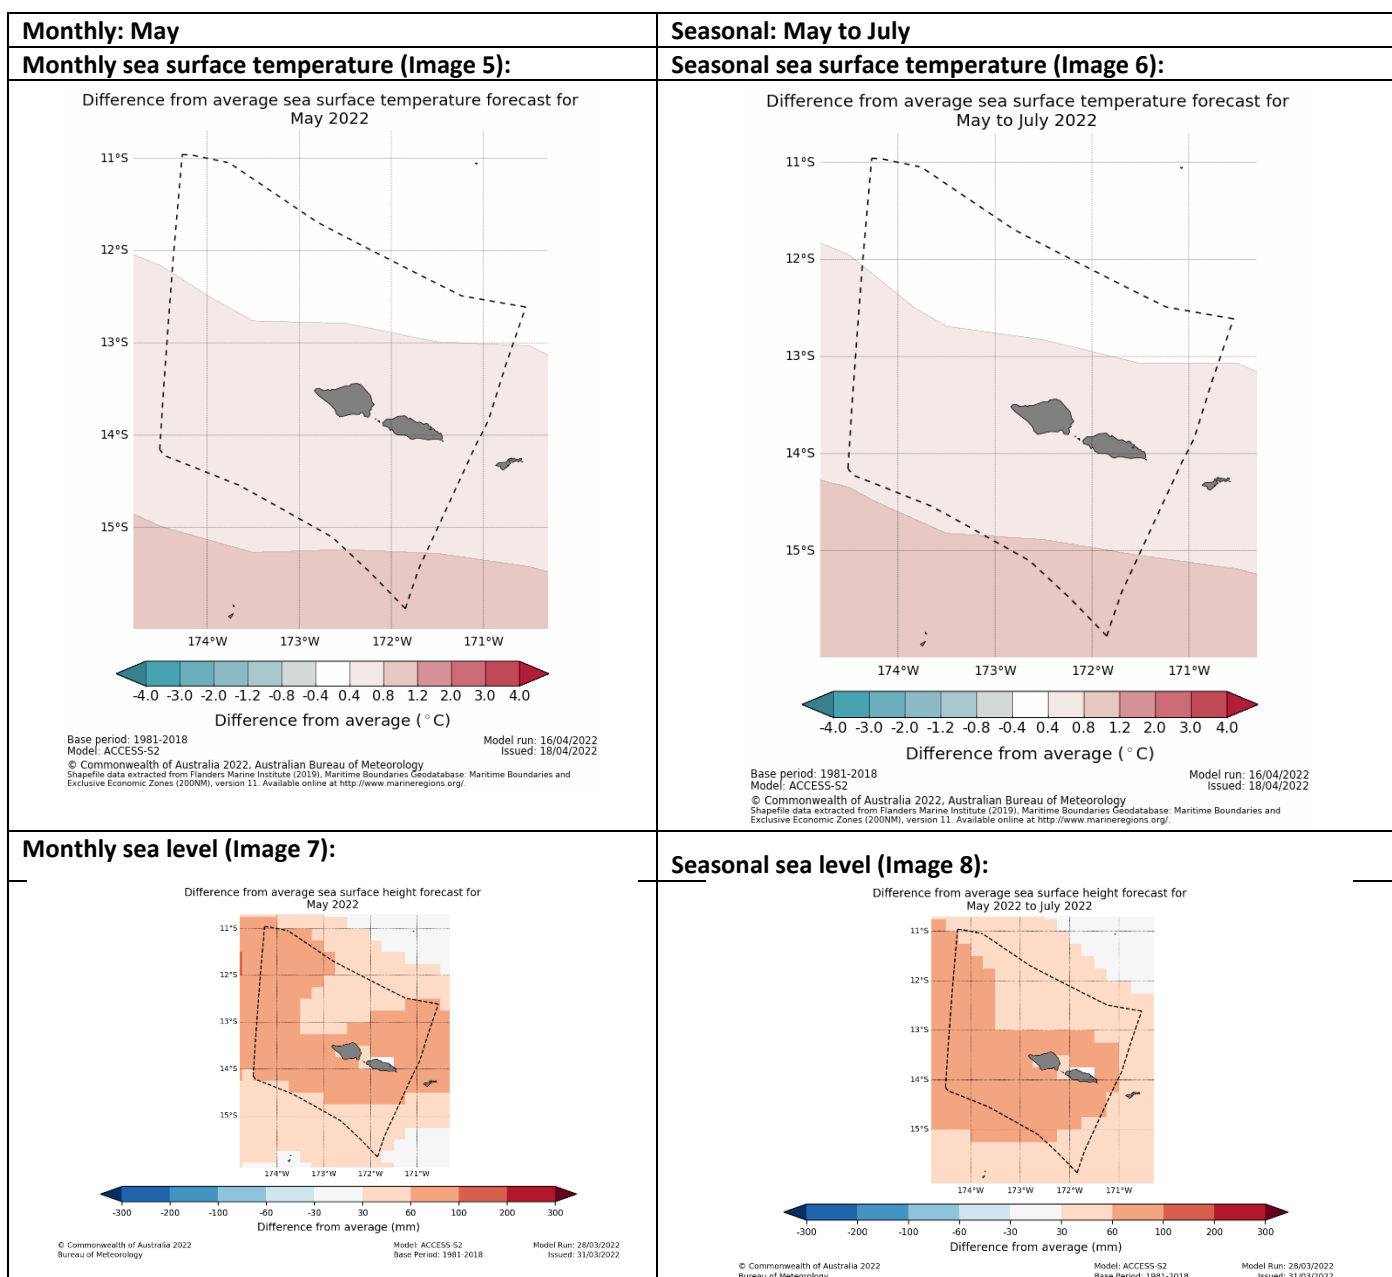 Monthly: May
Seasonal: May to July
Monthly sea surface temperature (Image 5):
Seasonal sea surface temperature (Image 6):
Difference from average sea surface temperature forecast for
May 2022
11°S
12°S
13°S
14°S
15°S
174°W 173°W 172°W 171°W
-4.0 -3.0 -2.0 -1.2 -0.8 -0.4 0.4 0.8 1.2 2.0 3.0 4.0
Difference from average (°C)
Base period: 1981-2018
Model: ACCESS-S2
Model run: 16/04/2022
Issued: 18/04/2022
© Commonwealth of Australia 2022, Australian Bureau of Meteorology
Shapefile data extracted from Flanders Marine Institute (2019), Maritime Boundaries Geodatabase: Maritime Boundaries and
Exclusive Economic Zones (200NM), version 11. Available online at http://www.marineregions.org/.
Difference from average sea surface temperature forecast for
May to July 2022
11°S
12°S
13°S
14°S
15°S
174°W 173°W 172°W 171°W
-4.0 -3.0 -2.0 -1.2 -0.8 -0.4 0.4 0.8 1.2 2.0 3.0 4.0
Difference from average (°C)
Base period: 1981-2018
Model: ACCESS-S2
Model run: 16/04/2022
Issued: 18/04/2022
© Commonwealth of Australia 2022, Australian Bureau of Meteorology
Shapefile data extracted from Flanders Marine Institute (2019), Maritime Boundaries Geodatabase: Maritime Boundaries and
Exclusive Economic Zones (200NM), version 11. Available online at http://www.marineregions.org/.
Monthly sea level (Image 7):
Seasonal sea level (Image 8):
Difference from average sea surface height forecast for
May 2022
11°S
12°S
13°S
14°S
15°S
174°W 173°W 172°W 171°W
-300 -200 -100 -60 -30 30 60 100 200 300
Difference from average (mm)
© Commonwealth of Australia 2022
Bureau of Meteorology
Model: ACCESS-S2
Base Period: 1981-2018
Model Run: 28/03/2022
Issued: 31/03/2022
Difference from average sea surface height forecast for
May 2022 to July 2022
11°S
12°S
13°S
14°S
15°S
174°W 173°W 172°W 171°W
-300 -200 -100 -60 -30 30 60 100 200 300
Difference from average (mm)
© Commonwealth of Australia 2022
Bureau of Meteorology
Model: ACCESS-S2
Base Period: 1981-2018
Model Run: 28/03/2022
Issued: 31/03/2022